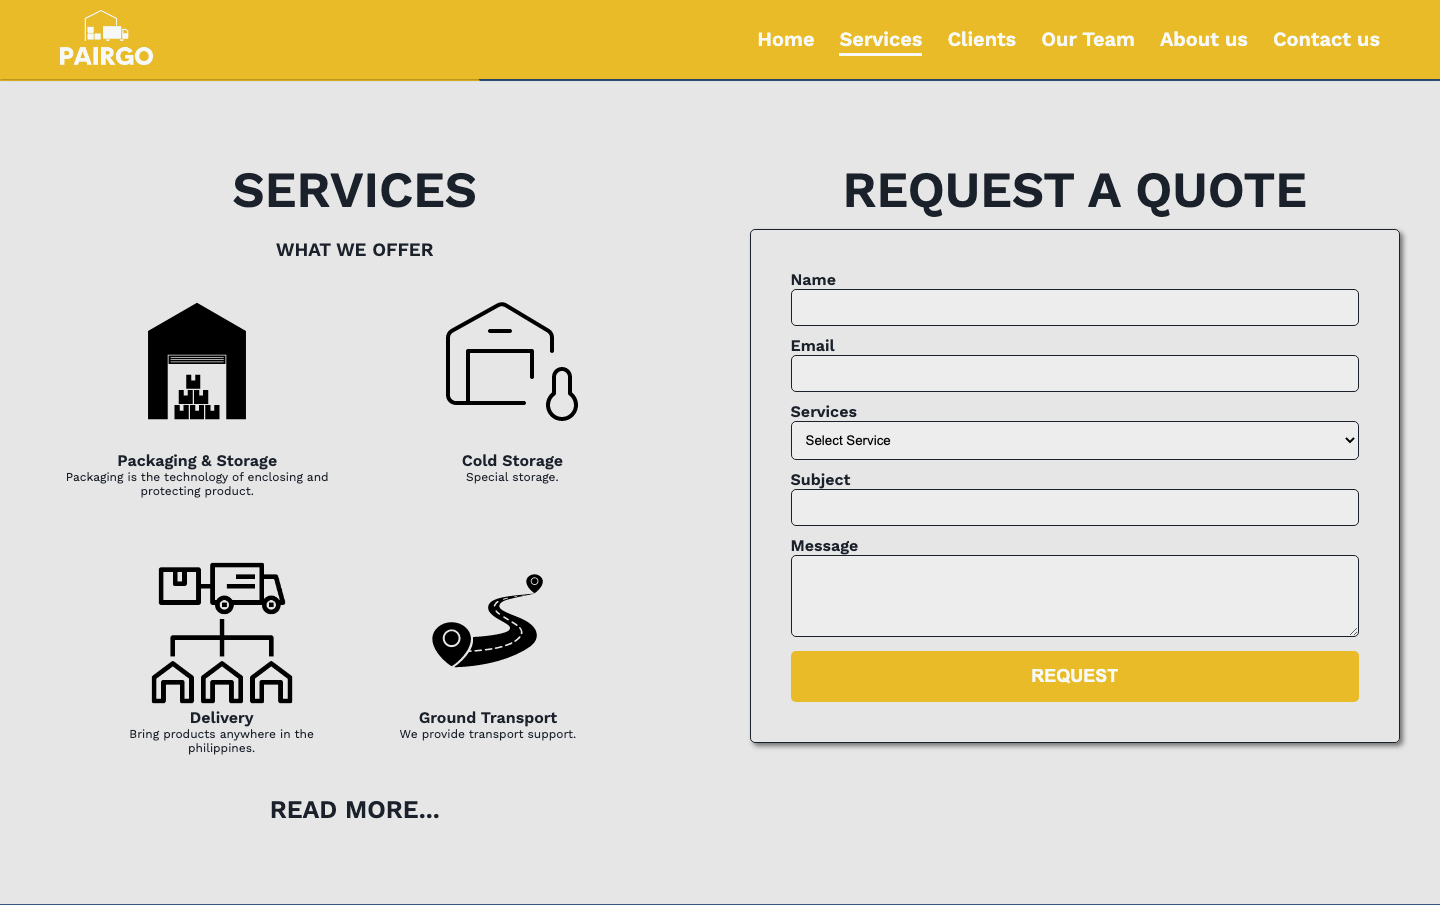 PAIRGO
Home Services Clients Our Team About us Contact us
SERVICES
WHAT WE OFFER
Packaging & Storage
Packaging is the technology of enclosing and
protecting product.
Cold Storage
Special storage.
Delivery
Bring products anywhere in the
philippines.
Ground Transport
We provide transport support.
READ MORE...
REQUEST A QUOTE
Name
Email
Services
Select Service
Subject
Message
REQUEST